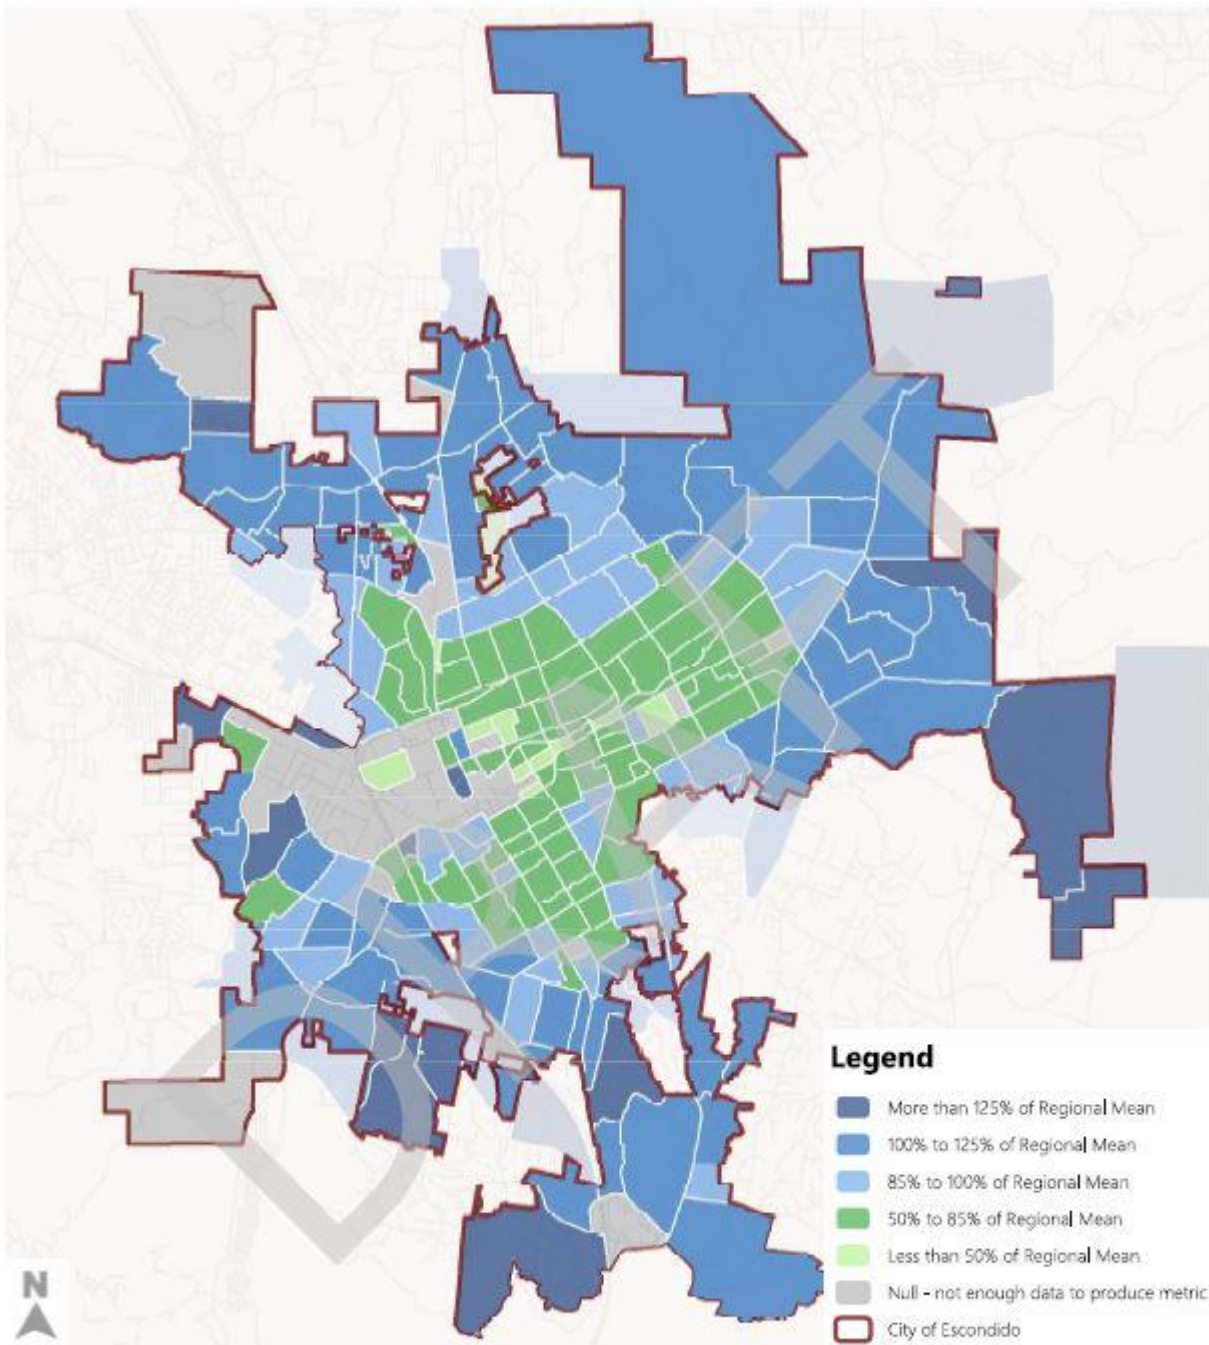 Legend
More than 125% of Regional Mean
100% to 125% of Regional Mean
85% to 100% of Regional Mean
50% to 85% of Regional Mean
Less than 50% of Regional Mean
Null - not enough data to produce metric
City of Escondido
N